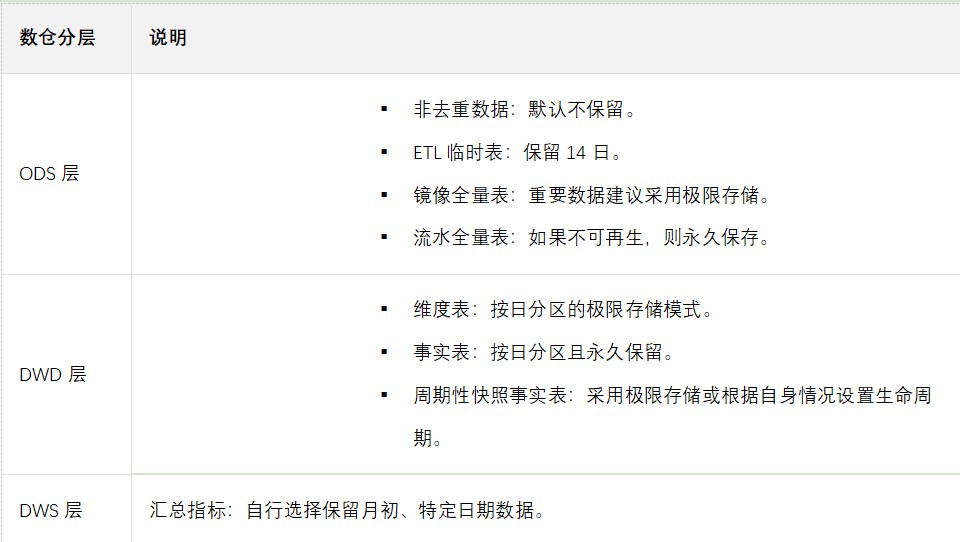 数仓分层 说明
ODS 层
▪ 非去重数据：默认不保留。
▪ ETL 临时表：保留 14 日。
▪ 镜像全量表：重要数据建议采用极限存储。
▪ 流水全量表：如果不可再生，则永久保存。
DWD 层
▪ 维度表：按日分区的极限存储模式。
▪ 事实表：按日分区且永久保留。
▪ 周期性快照事实表：采用极限存储或根据自身情况设置生命周
期。
DWS 层 汇总指标：自行选择保留月初、特定日期数据。